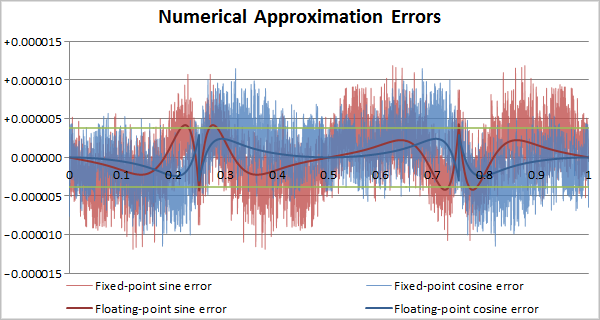 Numerical Approximation Errors
+0.000015
+0.000010
+0.000005
0.000000
0 0.1 0.2 0.3 0.4 0.5 0.6 0.7 0.8 0.9 1
−0.000005
−0.000010
−0.000015
Fixed-point sine error Fixed-point cosine error
Floating-point sine error Floating-point cosine error